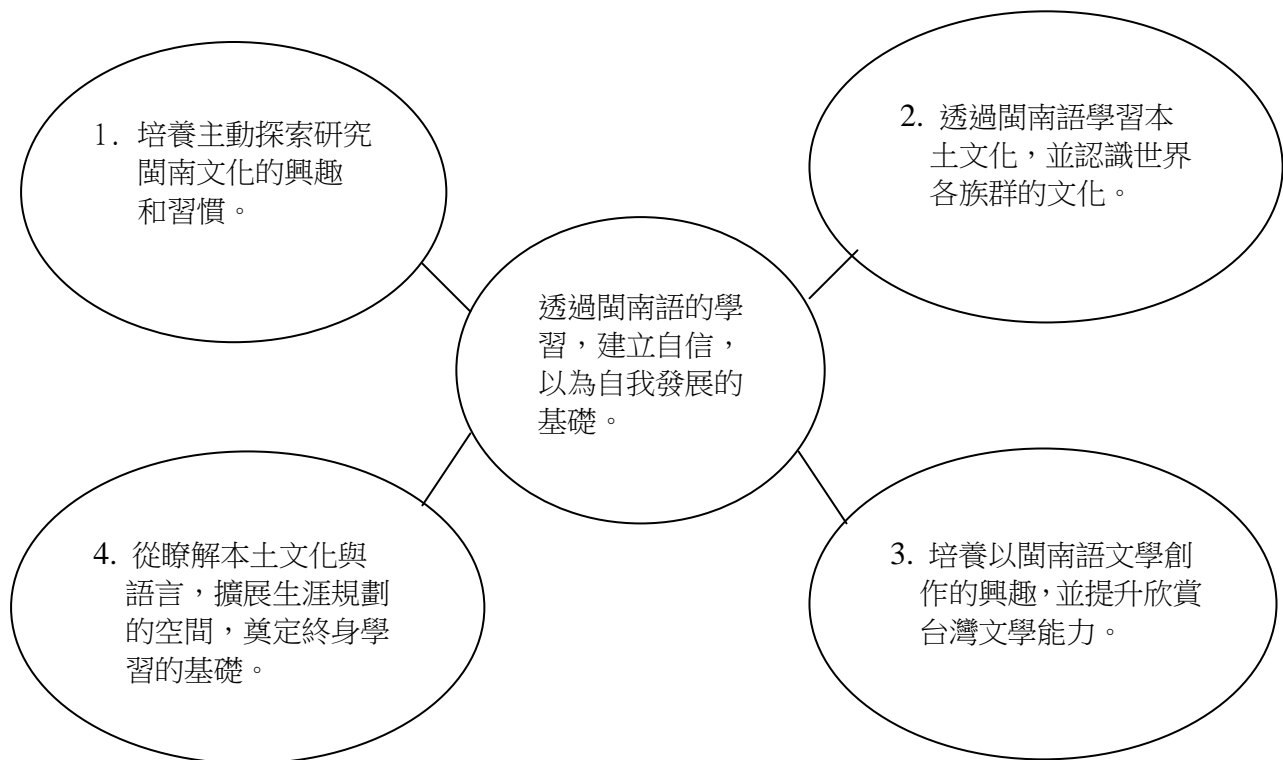 1. 培養主動探索研究
閩南文化的興趣
和習慣。
2. 透過閩南語學習本
土文化，並認識世界
各族群的文化。
透過閩南語的學
習，建立自信，
以為自我發展的
基礎。
4. 從瞭解本土文化與
語言，擴展生涯規劃
的空間，奠定終身學
習的基礎。
3. 培養以閩南語文學創
作的興趣，並提升欣賞
台灣文學能力。